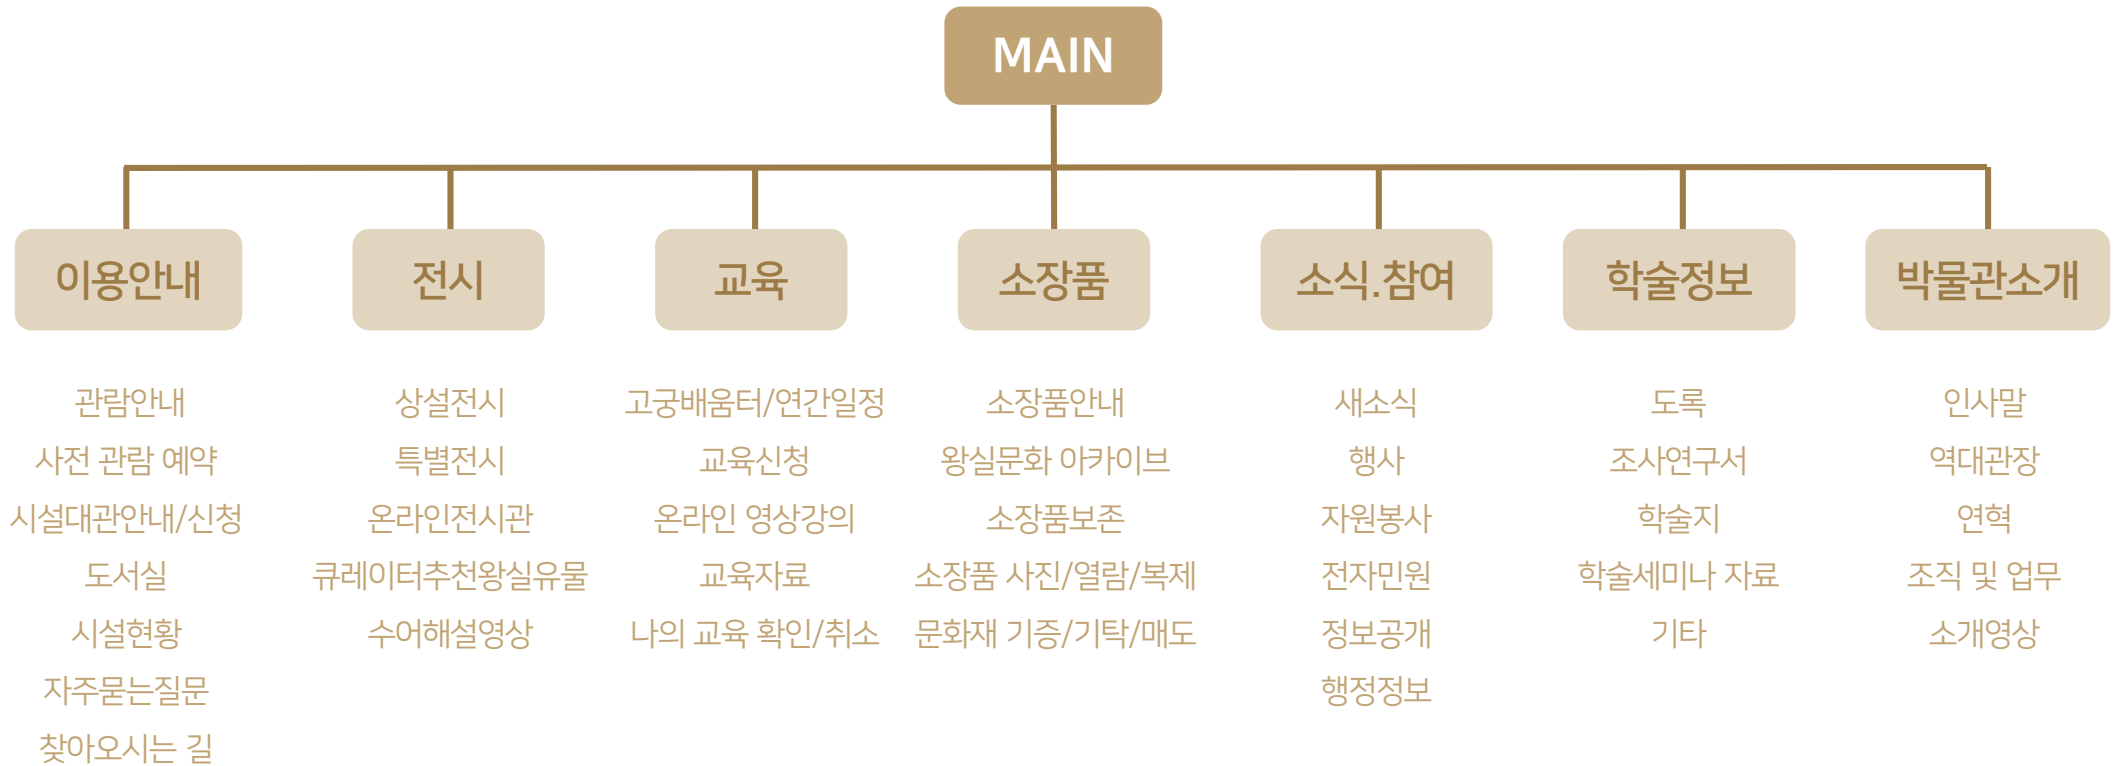 MAIN
이용안내
전시
교육
소장품
소식.참여
학술정보
박물관소개
관람안내
사전 관람 예약
시설대관안내/신청
도서실
시설현황
자주묻는질문
찾아오시는 길
상설전시
특별전시
온라인전시관
큐레이터추천왕실유물
수어해설영상
고궁배움터/연간일정
교육신청
온라인 영상강의
교육자료
나의 교육 확인/취소
소장품안내
왕실문화 아카이브
소장품보존
소장품 사진/열람/복제
문화재 기증/기탁/매도
새소식
행사
자원봉사
전자민원
정보공개
행정정보
도록
조사연구서
학술지
학술세미나 자료
기타
인사말
역대관장
연혁
조직 및 업무
소개영상